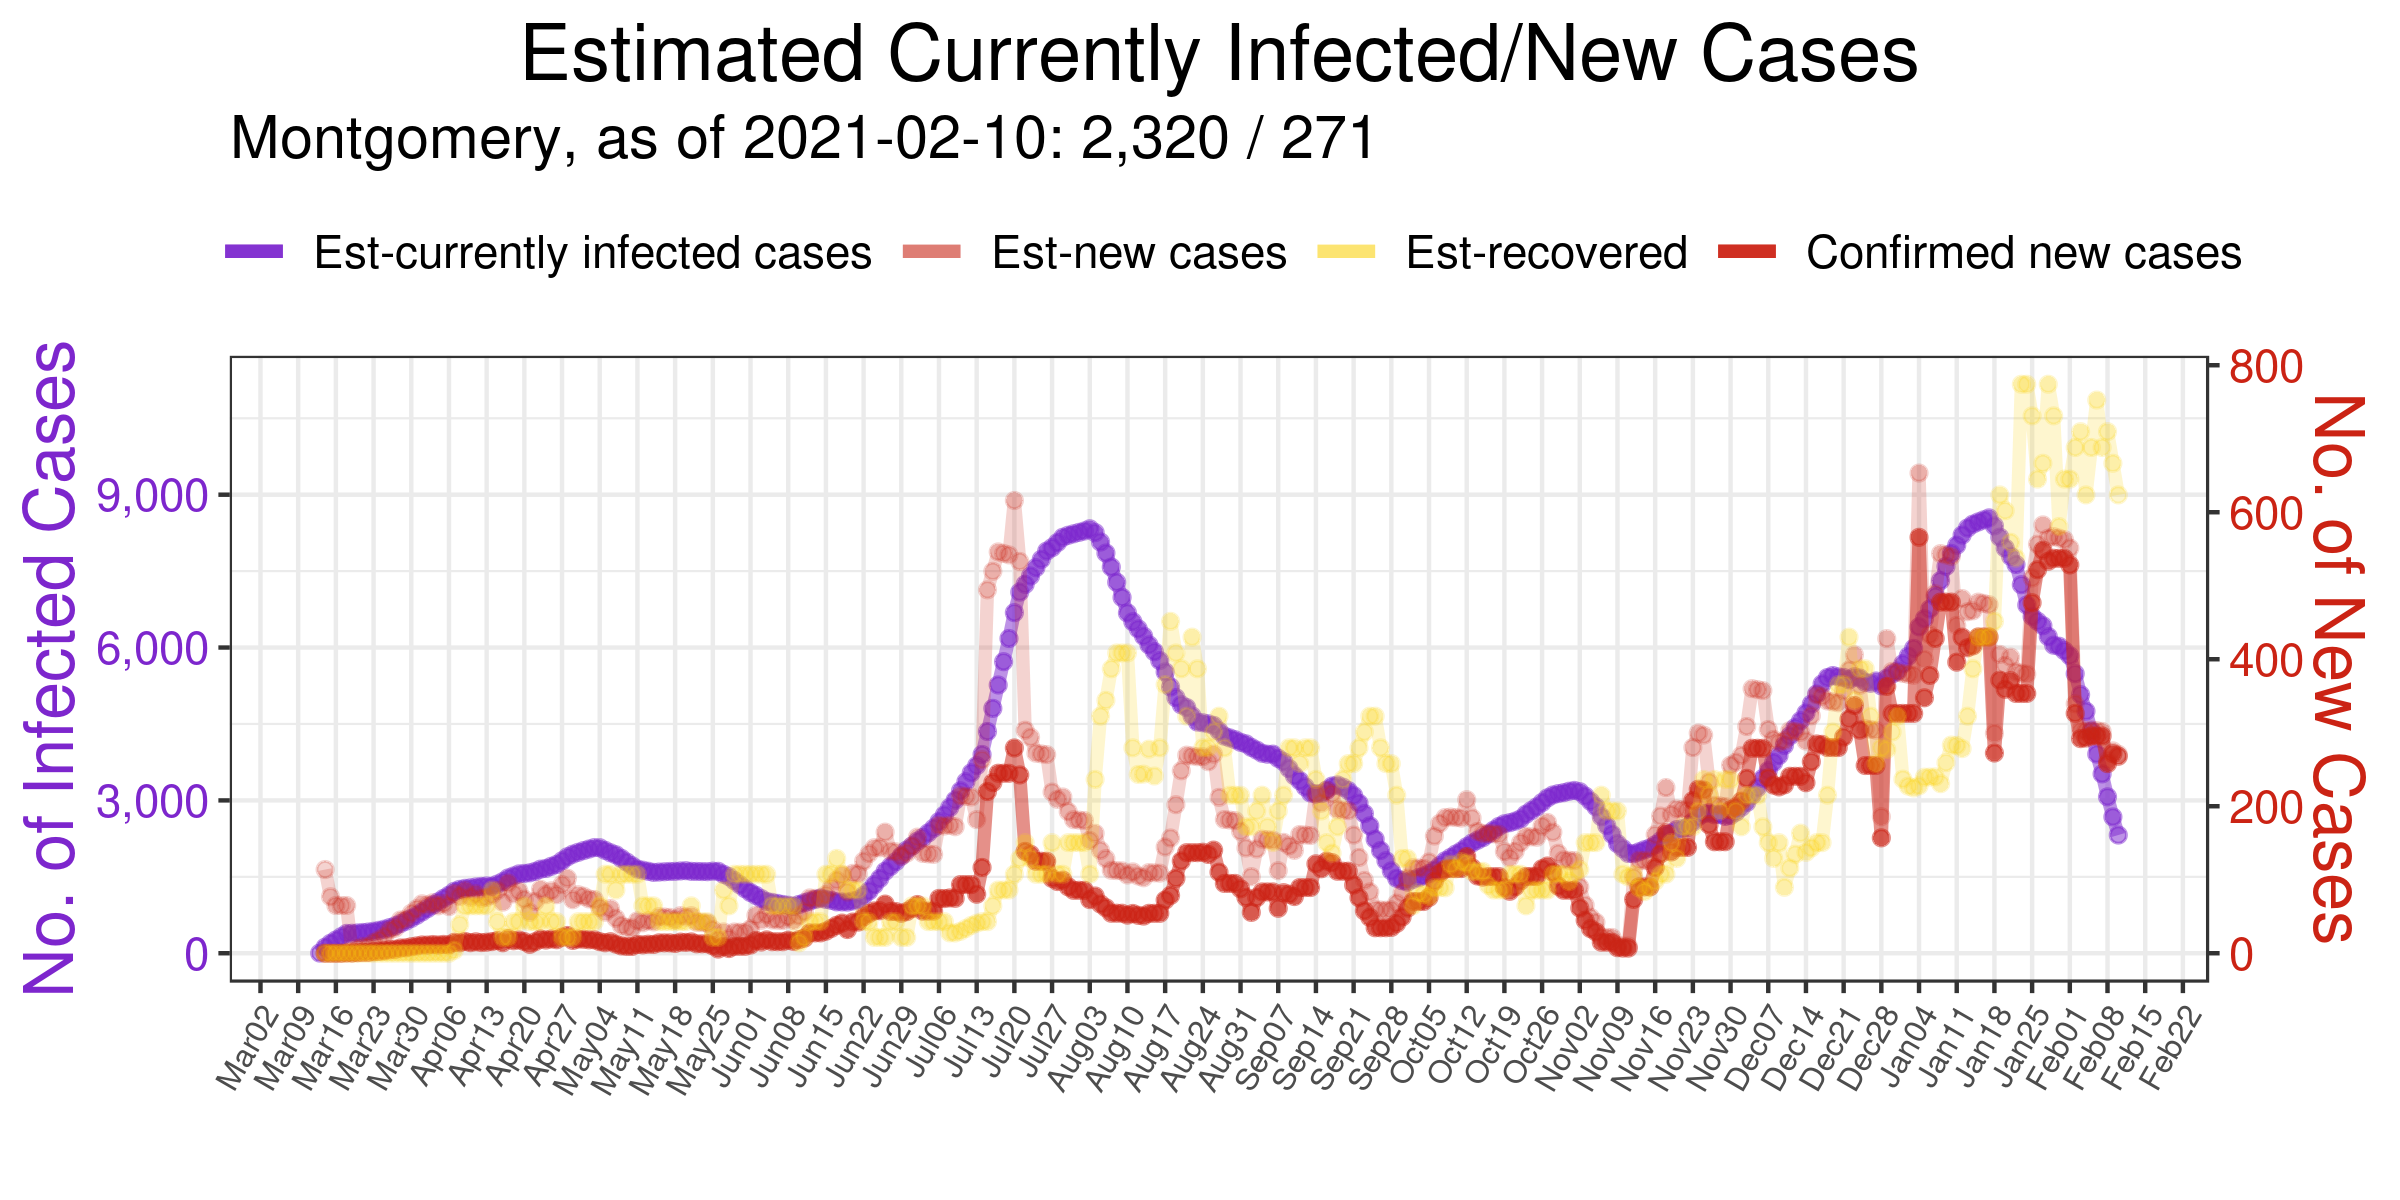 Estimated Currently Infected/New Cases
Montgomery, as of 2021-02-10: 2,320 / 271
Est-currently infected cases Est-new cases Est-recovered Confirmed new cases
No. of Infected Cases
9,000
6,000
3,000
0
800
600
400
200
0
No. of New Cases
Mar02 Mar09 Mar16 Mar23 Mar30 Apr06 Apr13 Apr20 Apr27 May04 May11 May18 May25 Jun01 Jun08 Jun15 Jun22 Jun29 Jul06 Jul13 Jul20 Jul27 Aug03 Aug10 Aug17 Aug24 Aug31 Sep07 Sep14 Sep21 Sep28 Oct05 Oct12 Oct19 Oct26 Nov02 Nov09 Nov16 Nov23 Nov30 Dec07 Dec14 Dec21 Dec28 Jan04 Jan11 Jan18 Jan25 Feb01 Feb08 Feb15 Feb22